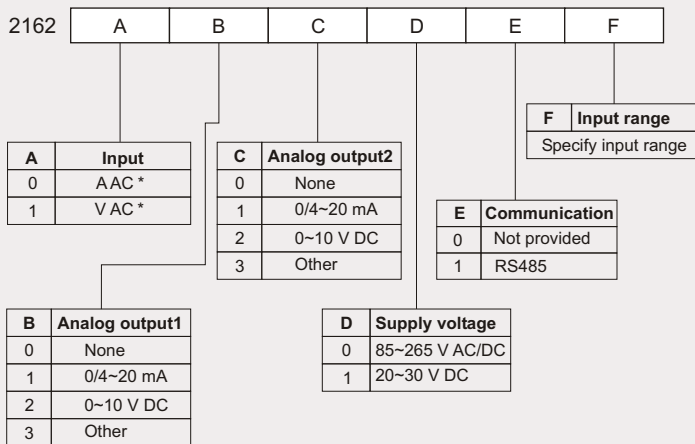 2162 A B C D E F
F Input range
Specify input range
A Input
0 A AC *
1 V AC *
C Analog output2
0 None
1 0/4~20 mA
2 0~10 V DC
3 Other
E Communication
0 Not provided
1 RS485
B Analog output1
0 None
1 0/4~20 mA
2 0~10 V DC
3 Other
D Supply voltage
0 85~265 V AC/DC
1 20~30 V DC